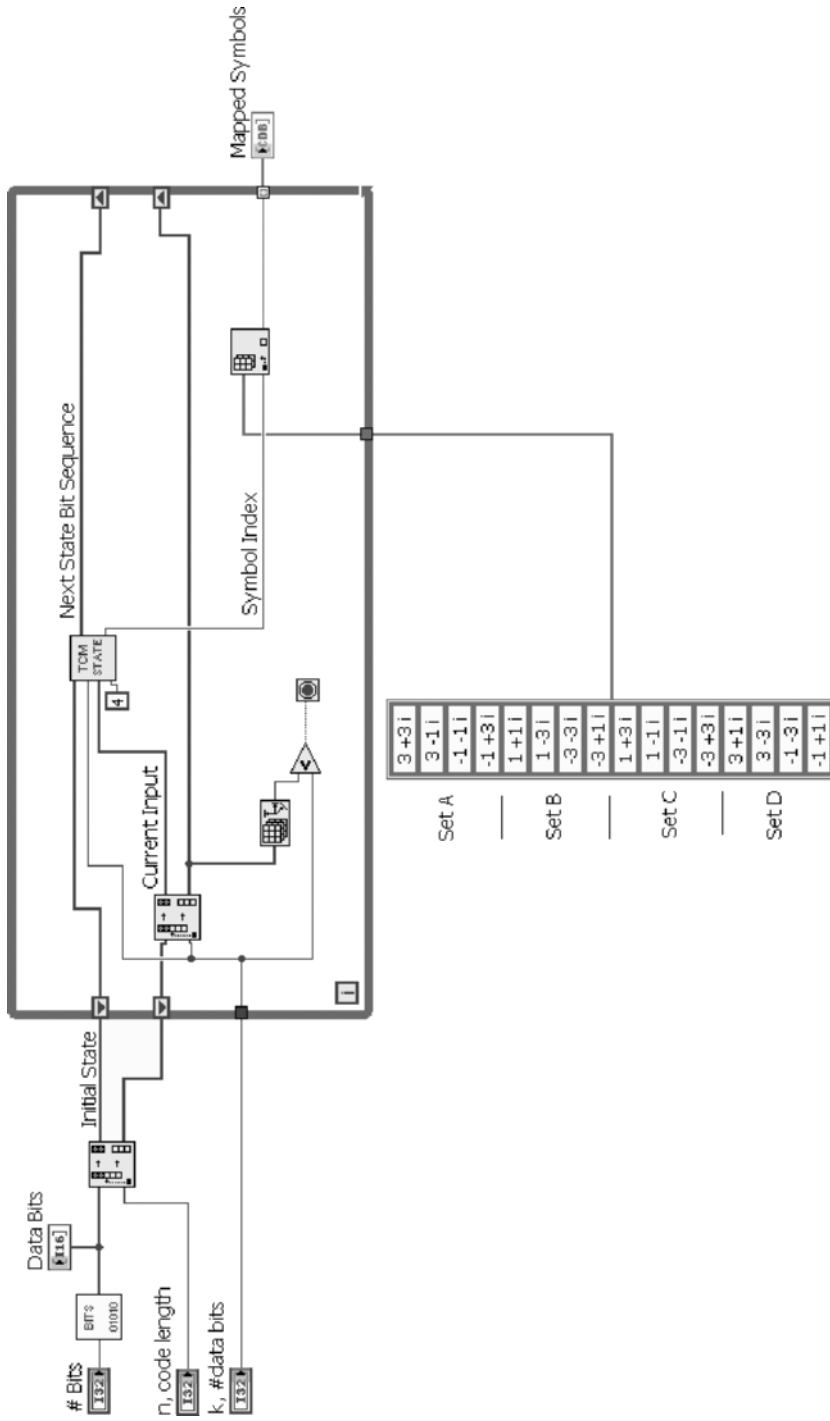 # Bits
I32
BITS
01010
Data Bits
[I16]
n, code length
I32
k, #data bits
I32
Initial State
i
Current Input
4
TCM
STATE
Next State Bit Sequence
Symbol Index
Mapped Symbols
[CDB]
Set A
Set B
Set C
Set D
3 +3 i
3 -1 i
-1 -1 i
-1 +3 i
1 +1 i
1 -3 i
-3 -3 i
-3 +1 i
1 +3 i
1 -1 i
-3 -1 i
-3 +3 i
3 +1 i
3 -3 i
-1 -3 i
-1 +1 i